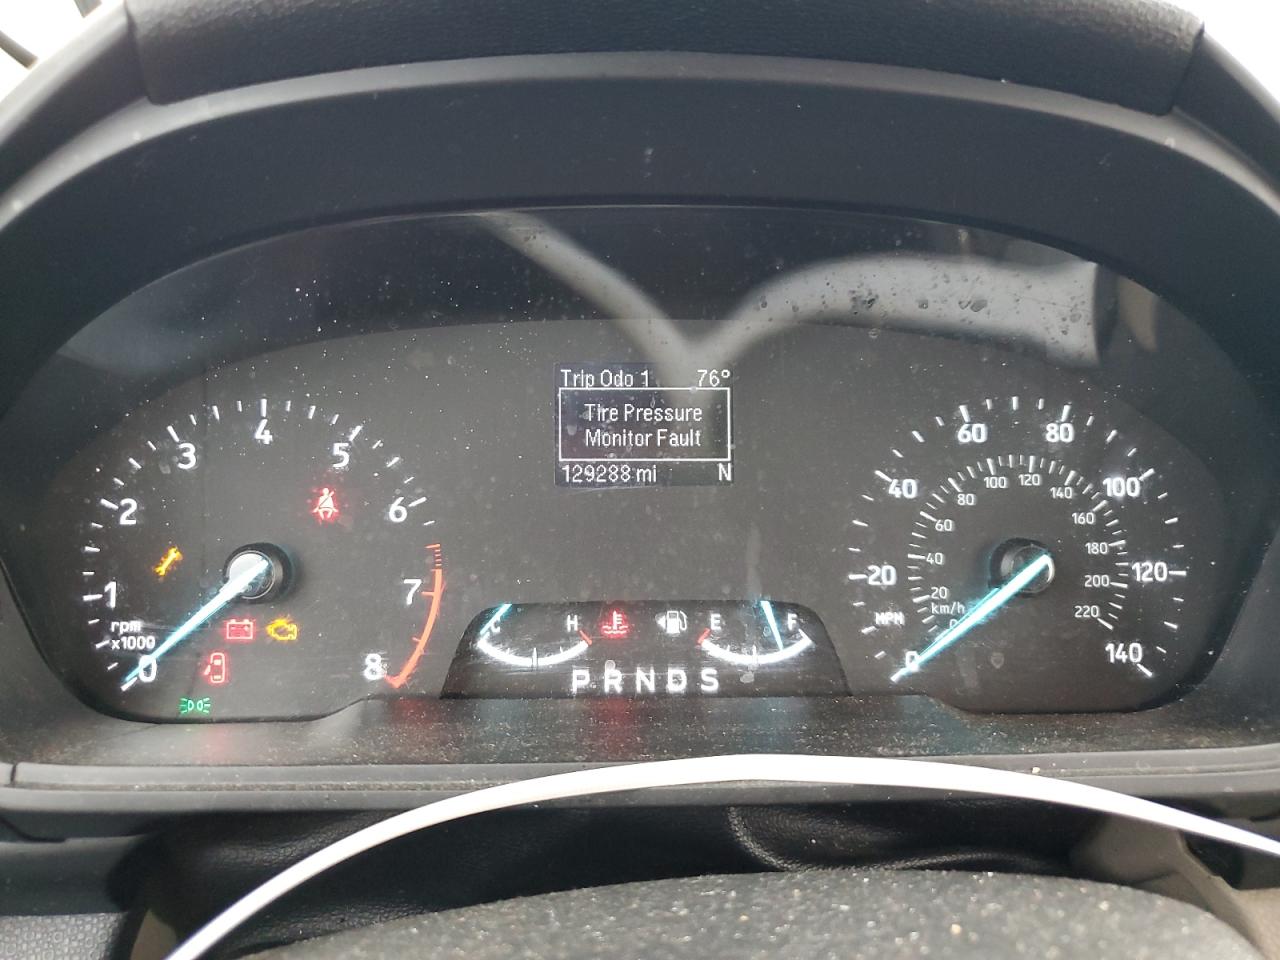 Trip Odo 1 76°
Tire Pressure
Monitor Fault
129288 mi N
0 1 2 3 4 5 6 7 8
rpm
x1000
C H
E F
PRNDS
0 20 40 60 80 100 120 140
MPH
km/h
0 20 40 60 80 100 120 140 160 180 200 220